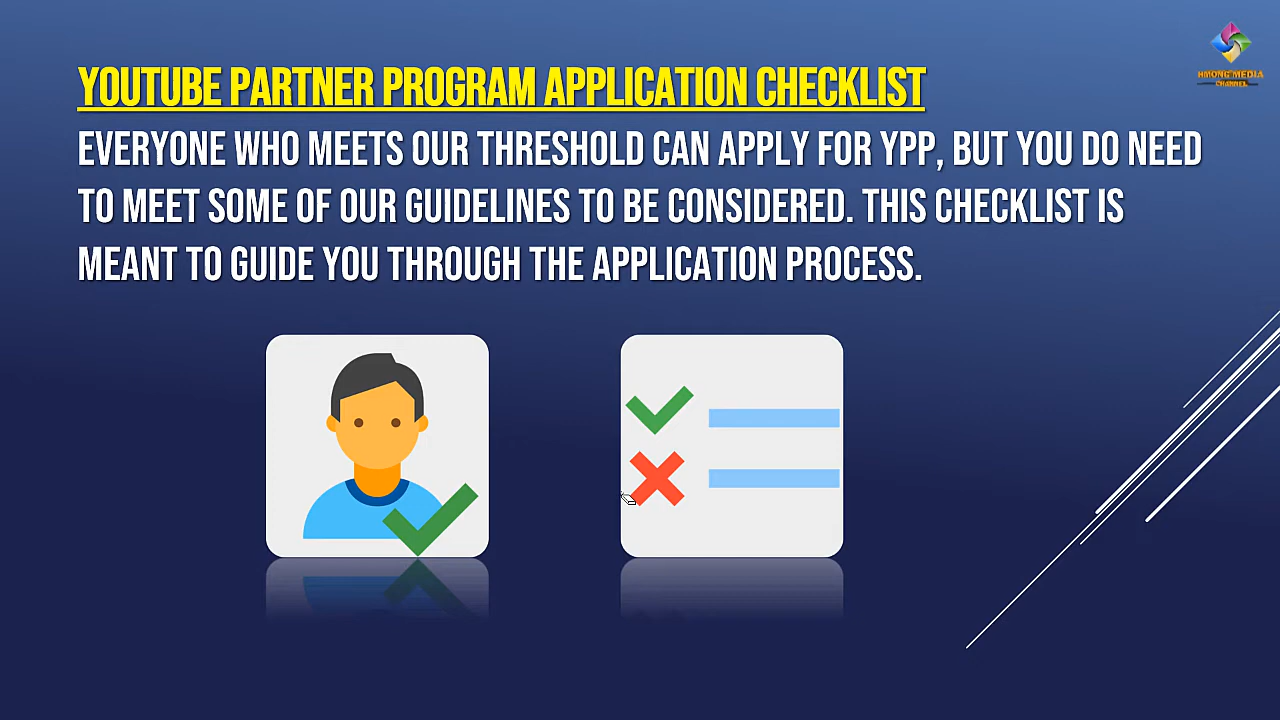 YOUTUBE PARTNER PROGRAM APPLICATION CHECKLIST
EVERYONE WHO MEETS OUR THRESHOLD CAN APPLY FOR YPP, BUT YOU DO NEED
TO MEET SOME OF OUR GUIDELINES TO BE CONSIDERED. THIS CHECKLIST IS
MEANT TO GUIDE YOU THROUGH THE APPLICATION PROCESS.
HMONG MEDIA
CHANNEL